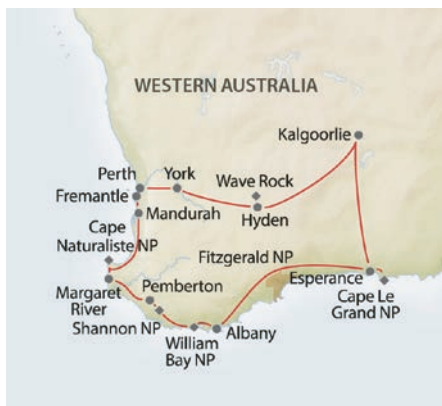 WESTERN AUSTRALIA
Kalgoorlie
Perth
York
Wave Rock
Fremantle
Mandurah
Hyden
Cape
Naturaliste NP
Fitzgerald NP
Esperance
Pemberton
Cape Le
Grand NP
Margaret
River
Shannon NP
William
Bay NP
Albany